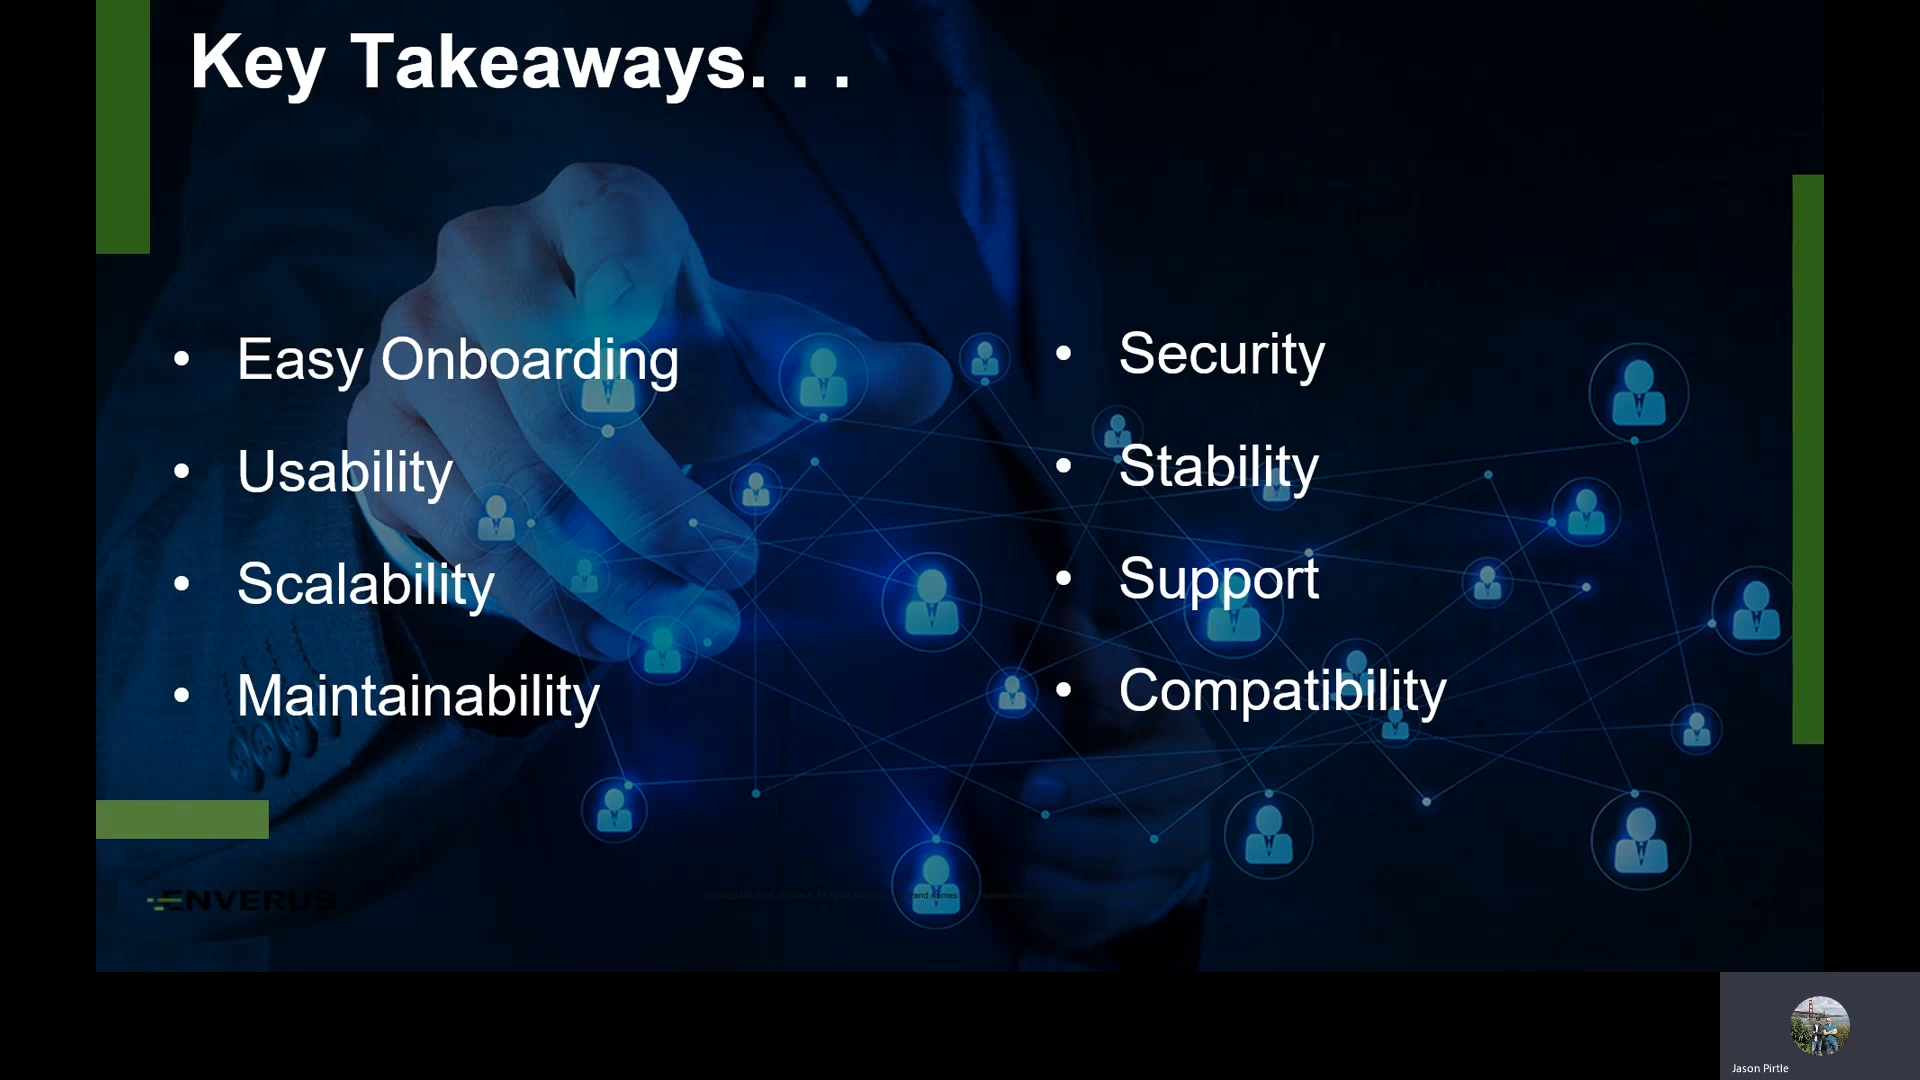 Key Takeaways. . .
• Easy Onboarding
• Usability
• Scalability
• Maintainability
• Security
• Stability
• Support
• Compatibility
ENVERUS
Jason Pirtle